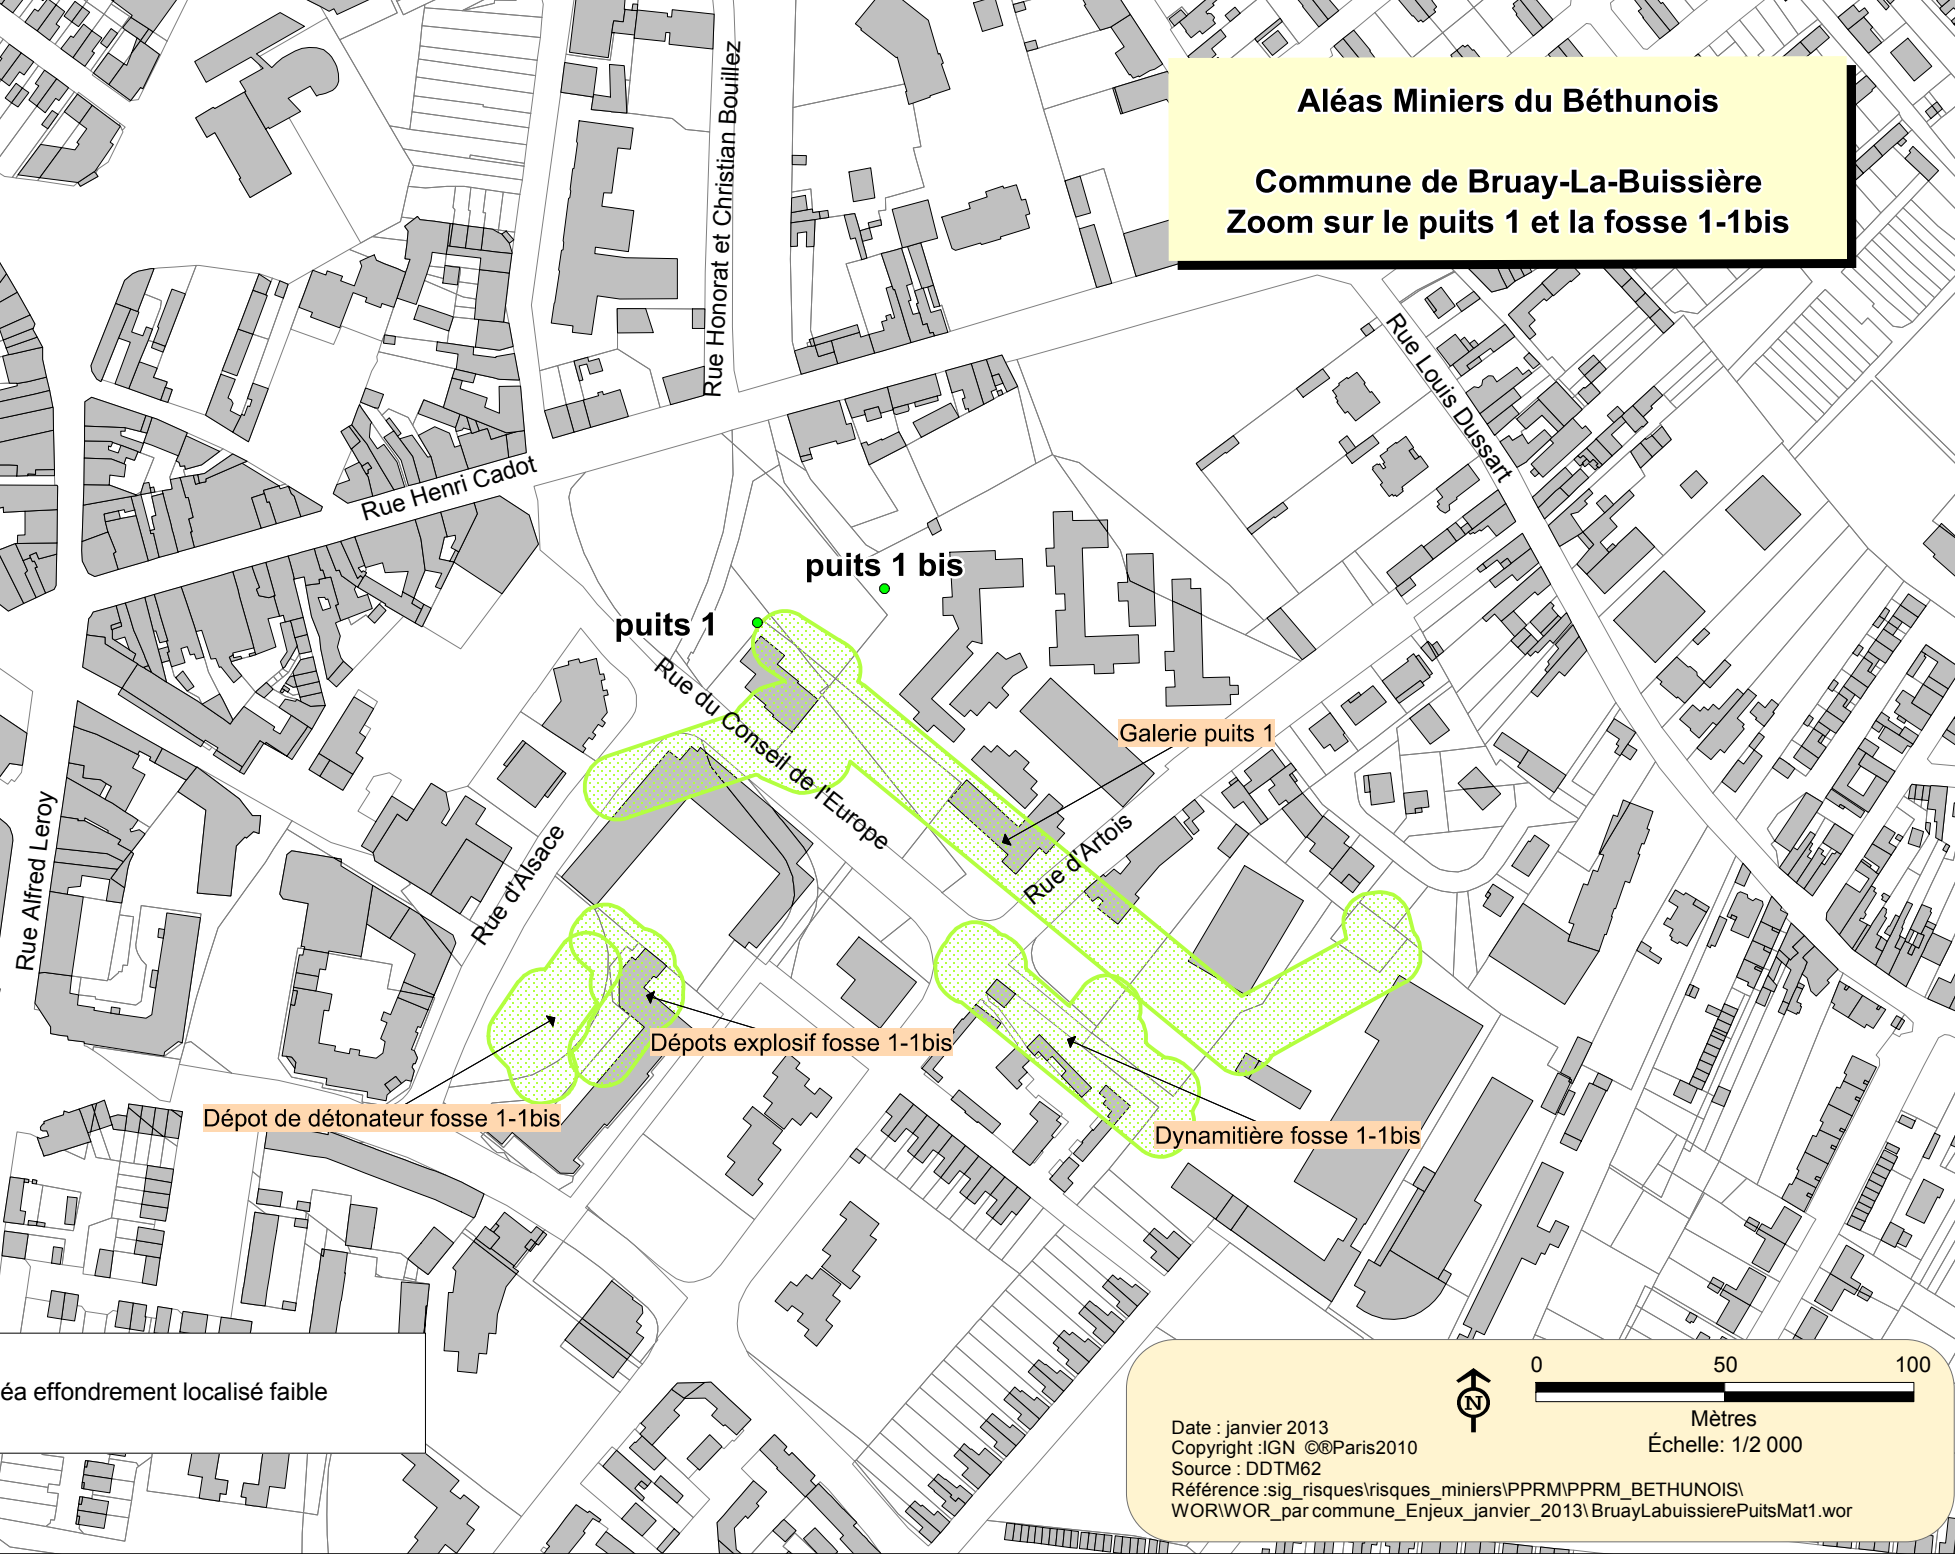 Aléas Miniers du Béthunois
Commune de Bruay-La-Buissière
Zoom sur le puits 1 et la fosse 1-1bis
Rue Honorat et Christian Bouillez
Rue Louis Dussart
Rue Henri Cadot
puits 1 bis
puits 1
Rue du Conseil de l'Europe
Galerie puits 1
Rue d'Artois
Rue d'Alsace
Rue Alfred Leroy
Dépots explosif fosse 1-1bis
Dépot de détonateur fosse 1-1bis
Dynamitière fosse 1-1bis
éa effondrement localisé faible
N
0 50 100
Mètres
Échelle: 1/2 000
Date : janvier 2013
Copyright :IGN ©®Paris2010
Source : DDTM62
Référence :sig_risques\risques_miniers\PPRM\PPRM_BETHUNOIS\
WOR\WOR_par commune_Enjeux_janvier_2013\BruayLabuissierePuitsMat1.wor